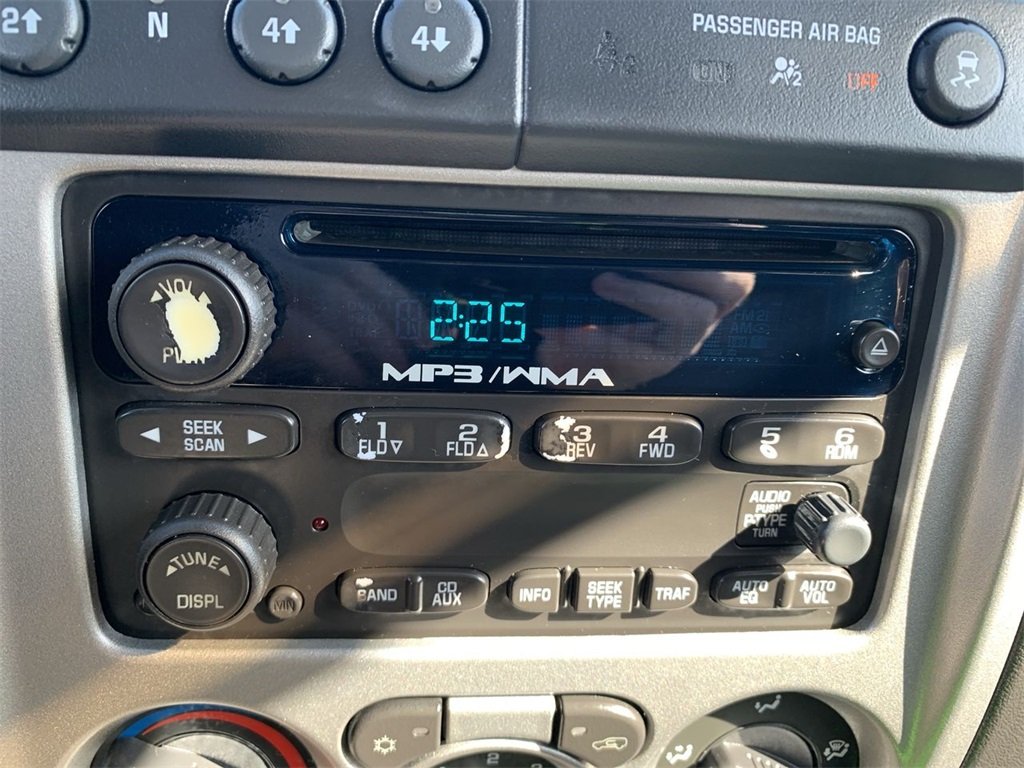 2↑ N 4↑ 4↓
PASSENGER AIR BAG
ON 2 OFF
VOL
2:25
MP3/WMA
SEEK
SCAN
1 2 3 4 5 6
FLD▽ FLD△ REV FWD RDM
AUDIO
PUSH
P-TYPE
TURN
TUNE
DISPL
MN
BAND
CD
AUX
INFO
SEEK
TYPE
TRAF
AUTO
EQ
AUTO
VOL
2